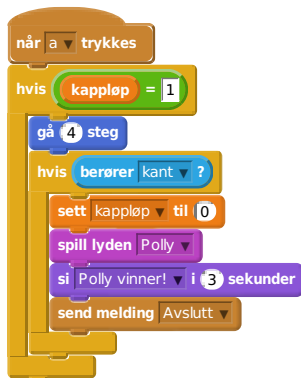 når a trykkes
hvis kappløp = 1
gå 4 steg
hvis berører kant ?
sett kappløp til 0
spill lyden Polly
si Polly vinner! i 3 sekunder
send melding Avslutt